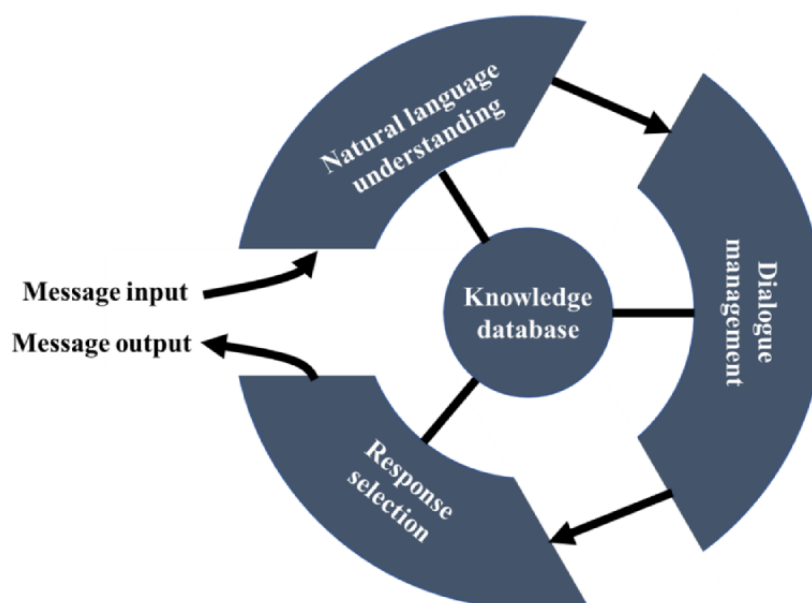 Natural language
understanding
Message input
Message output
Knowledge
database
Dialogue
management
Response
selection